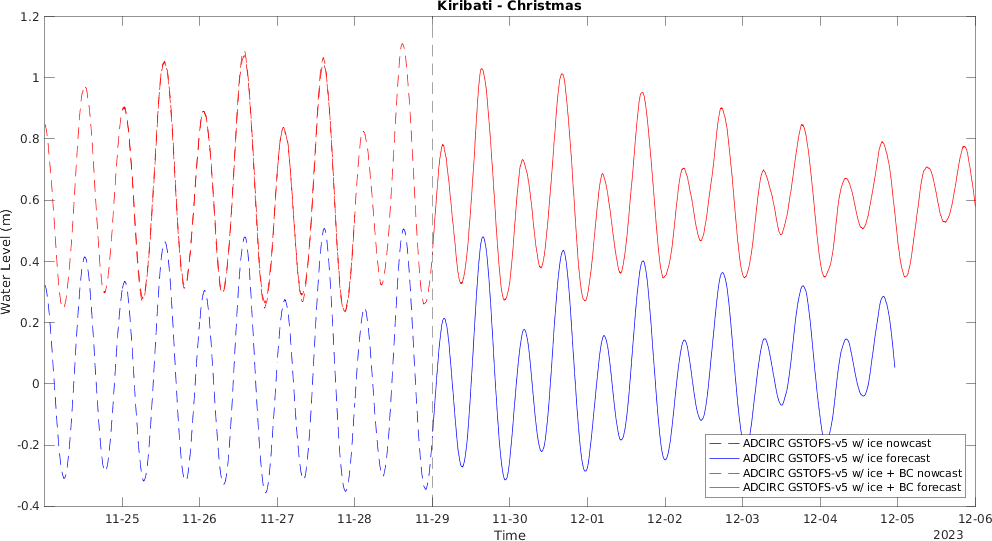 Kiribati - Christmas
1.2
1
0.8
0.6
0.4
0.2
0
-0.2
-0.4
Water Level (m)
11-25 11-26 11-27 11-28 11-29 11-30 12-01 12-02 12-03 12-04 12-05 12-06
Time
2023
ADCIRC GSTOFS-v5 w/ ice nowcast
ADCIRC GSTOFS-v5 w/ ice forecast
ADCIRC GSTOFS-v5 w/ ice + BC nowcast
ADCIRC GSTOFS-v5 w/ ice + BC forecast